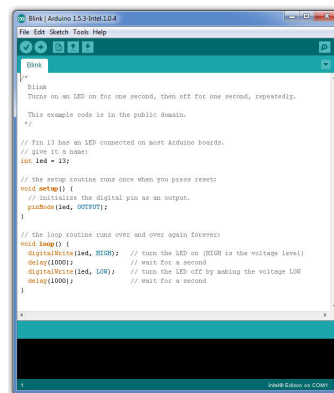 Blink | Arduino 1.5.3-Intel.1.0.4
File Edit Sketch Tools Help
Blink
/*
  Blink
  Turns on an LED on for one second, then off for one second, repeatedly.

  This example code is in the public domain.
 */

// Pin 13 has an LED connected on most Arduino boards.
// give it a name:
int led = 13;

// the setup routine runs once when you press reset:
void setup() {
  // initialize the digital pin as an output.
  pinMode(led, OUTPUT);
}

// the loop routine runs over and over again forever:
void loop() {
  digitalWrite(led, HIGH);   // turn the LED on (HIGH is the voltage level)
  delay(1000);               // wait for a second
  digitalWrite(led, LOW);    // turn the LED off by making the voltage LOW
  delay(1000);               // wait for a second
}
1 Intel® Edison on COM1